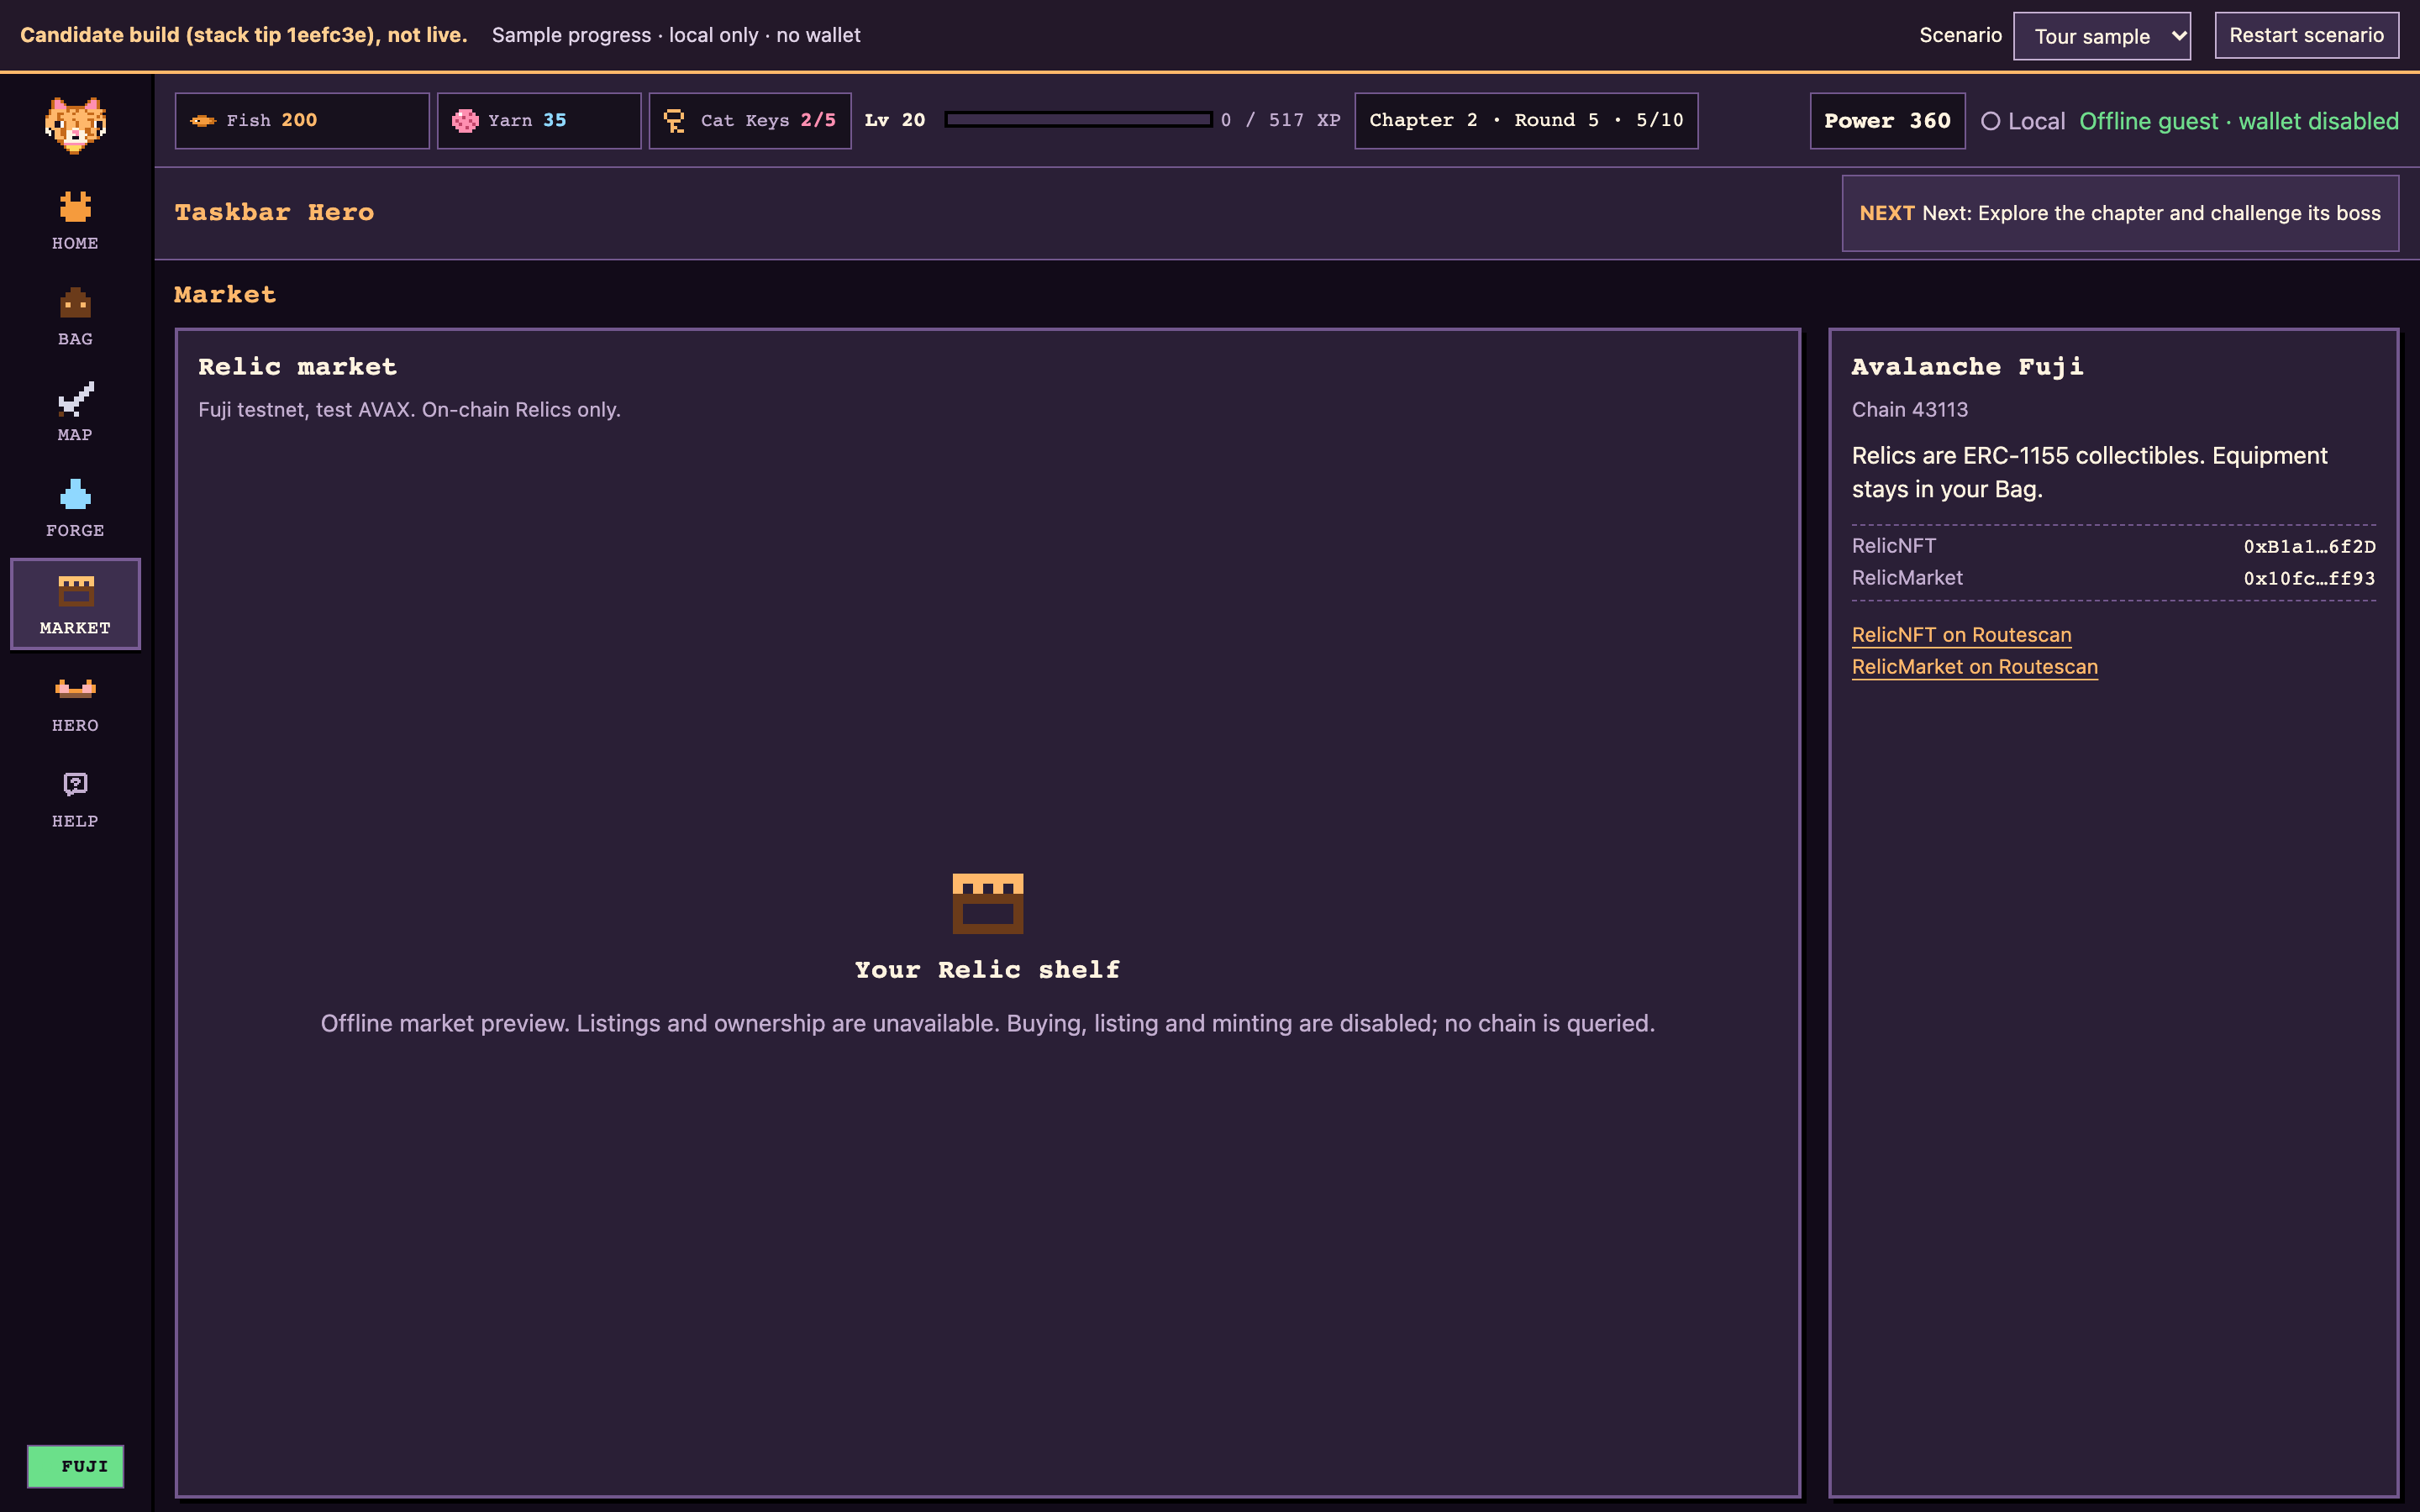 Candidate build (stack tip 1eefc3e), not live. Sample progress · local only · no wallet Scenario Tour sample Restart scenario
Fish 200 Yarn 35 Cat Keys 2/5 Lv 20 0 / 517 XP Chapter 2 · Round 5 · 5/10 Power 360 Local Offline guest · wallet disabled
Taskbar Hero
NEXT Next: Explore the chapter and challenge its boss
HOME
BAG
MAP
FORGE
MARKET
HERO
HELP
FUJI
Market
Relic market
Fuji testnet, test AVAX. On-chain Relics only.
Your Relic shelf
Offline market preview. Listings and ownership are unavailable. Buying, listing and minting are disabled; no chain is queried.
Avalanche Fuji
Chain 43113
Relics are ERC-1155 collectibles. Equipment
stays in your Bag.
RelicNFT 0xB1a1…6f2D
RelicMarket 0x10fc…ff93
RelicNFT on Routescan
RelicMarket on Routescan